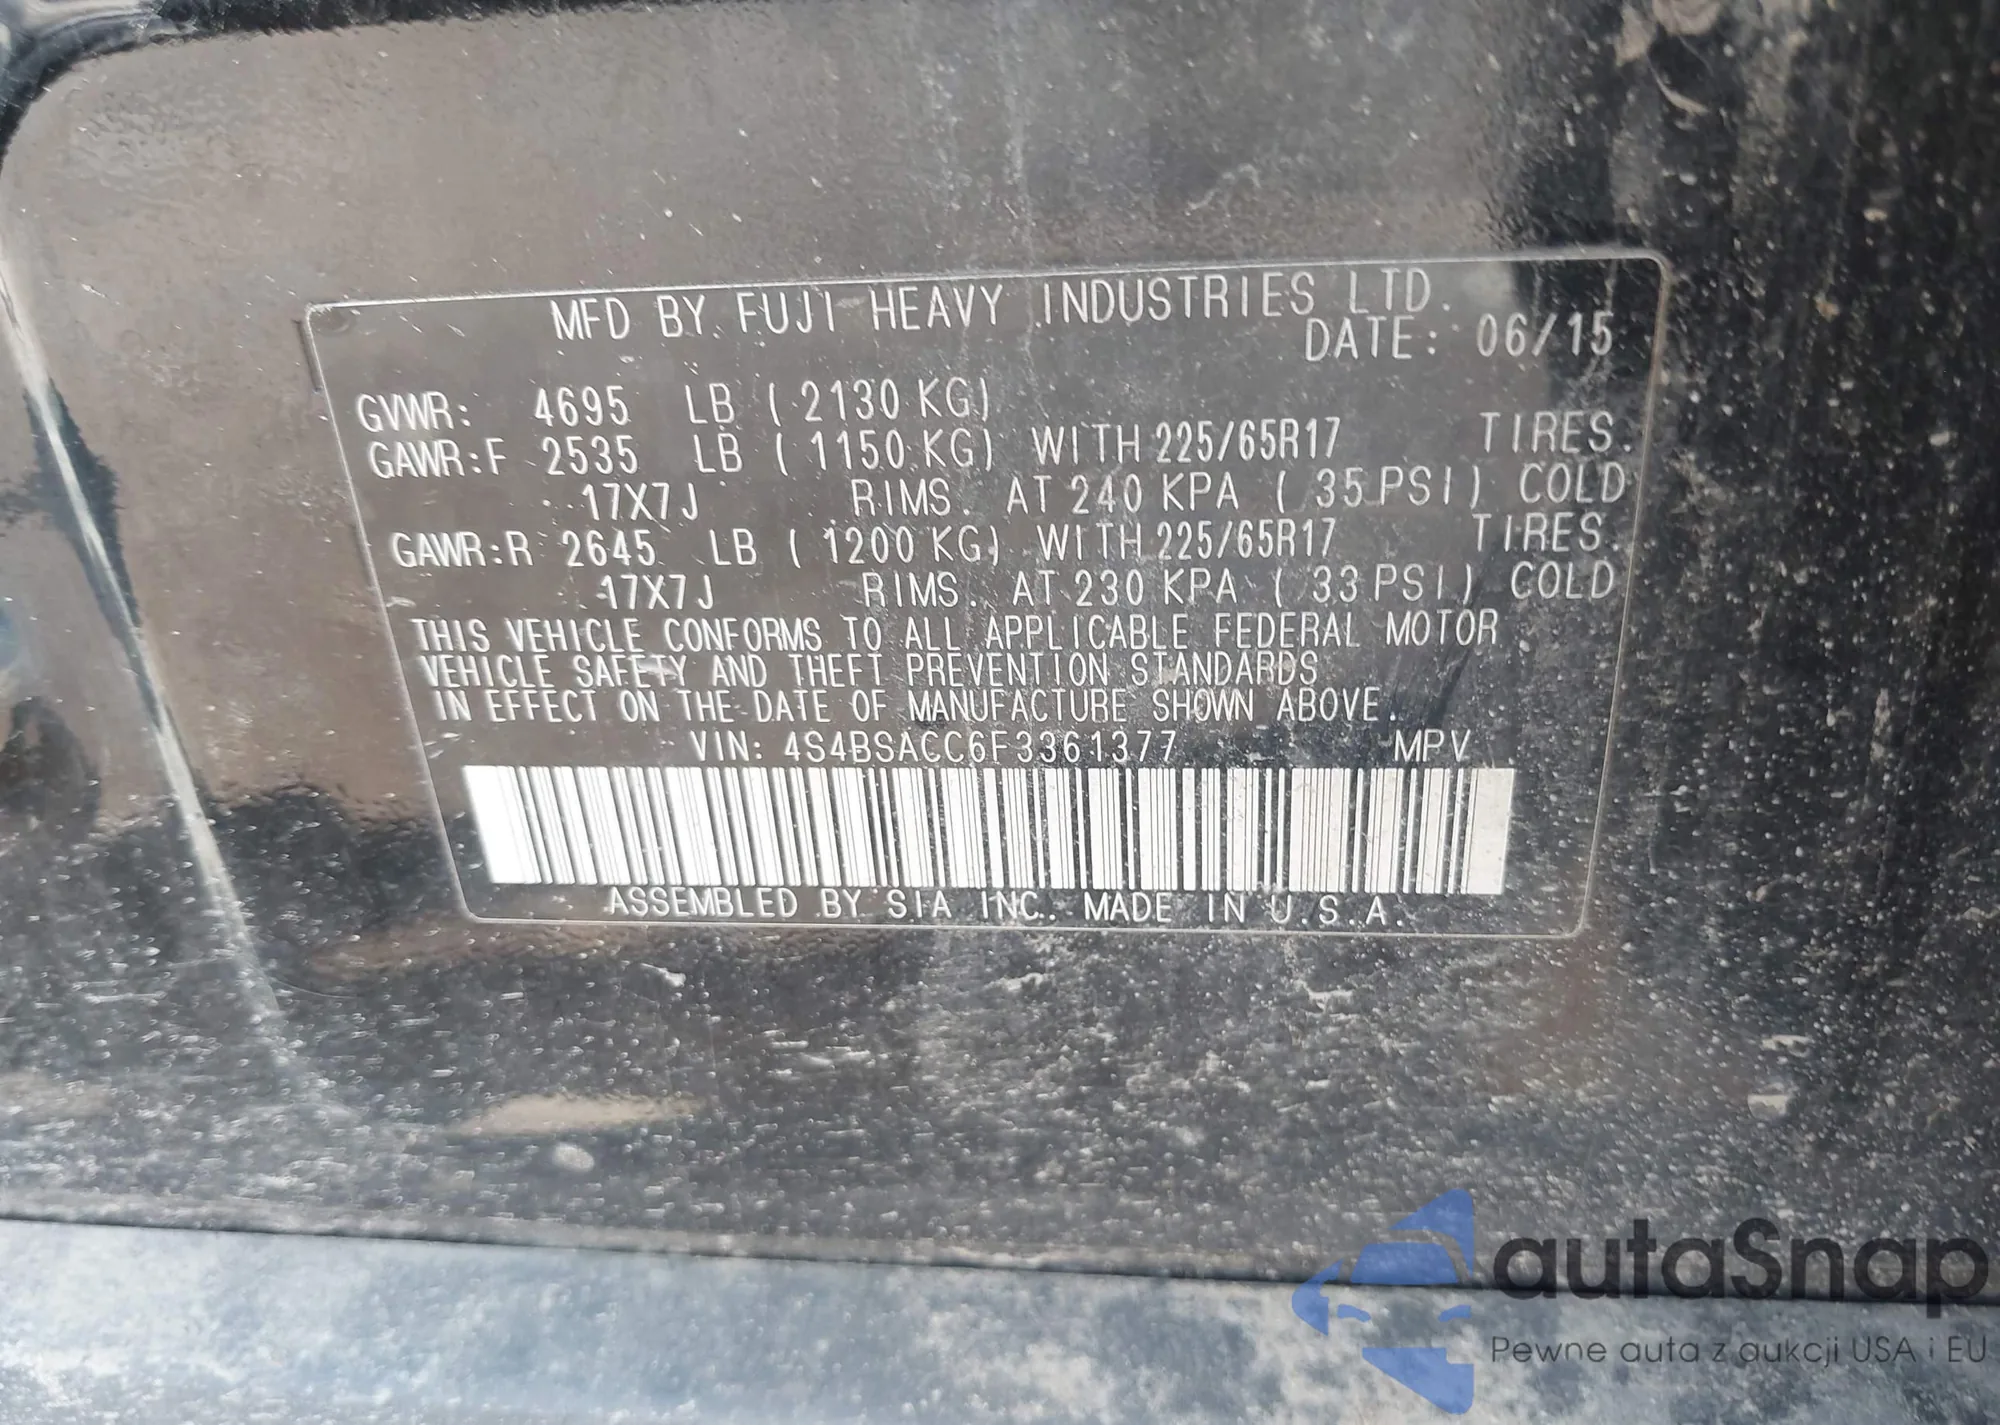 MFD BY FUJI HEAVY INDUSTRIES LTD.
DATE: 06/15
GVWR: 4695 LB (2130 KG)
GAWR:F 2535 LB (1150 KG) WITH 225/65R17 TIRES.
17X7J RIMS. AT 240 KPA (35 PSI) COLD
GAWR:R 2645 LB (1200 KG) WITH 225/65R17 TIRES.
17X7J RIMS. AT 230 KPA (33 PSI) COLD
THIS VEHICLE CONFORMS TO ALL APPLICABLE FEDERAL MOTOR
VEHICLE SAFETY AND THEFT PREVENTION STANDARDS
IN EFFECT ON THE DATE OF MANUFACTURE SHOWN ABOVE.
VIN: 4S4BSACC6F3361377 MPV
ASSEMBLED BY SIA INC. MADE IN U.S.A.
autaSnap
Pewne auta z aukcji USA i EU